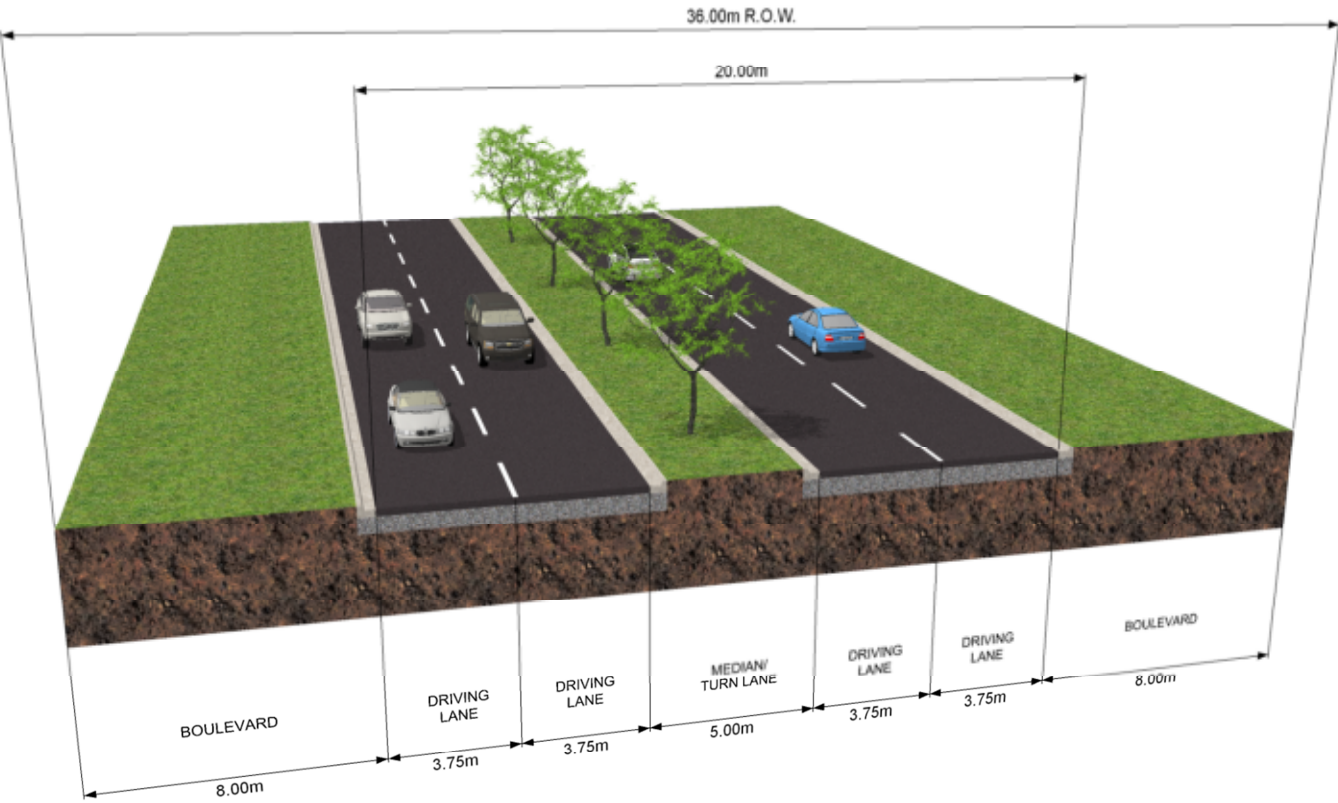 36.00m R.O.W.
20.00m
BOULEVARD
DRIVING
LANE
DRIVING
LANE
MEDIAN/
TURN LANE
DRIVING
LANE
DRIVING
LANE
BOULEVARD
8.00m
3.75m
3.75m
5.00m
3.75m
3.75m
8.00m